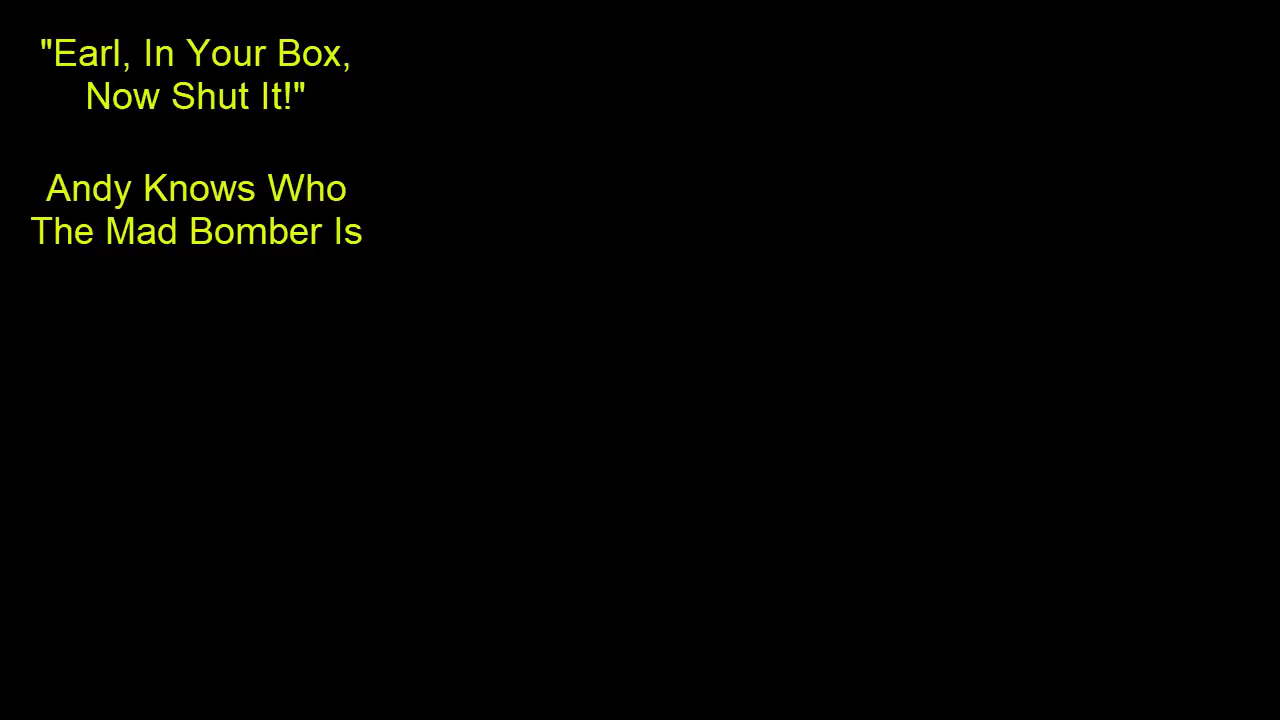 "Earl, In Your Box,
Now Shut It!"
Andy Knows Who
The Mad Bomber Is